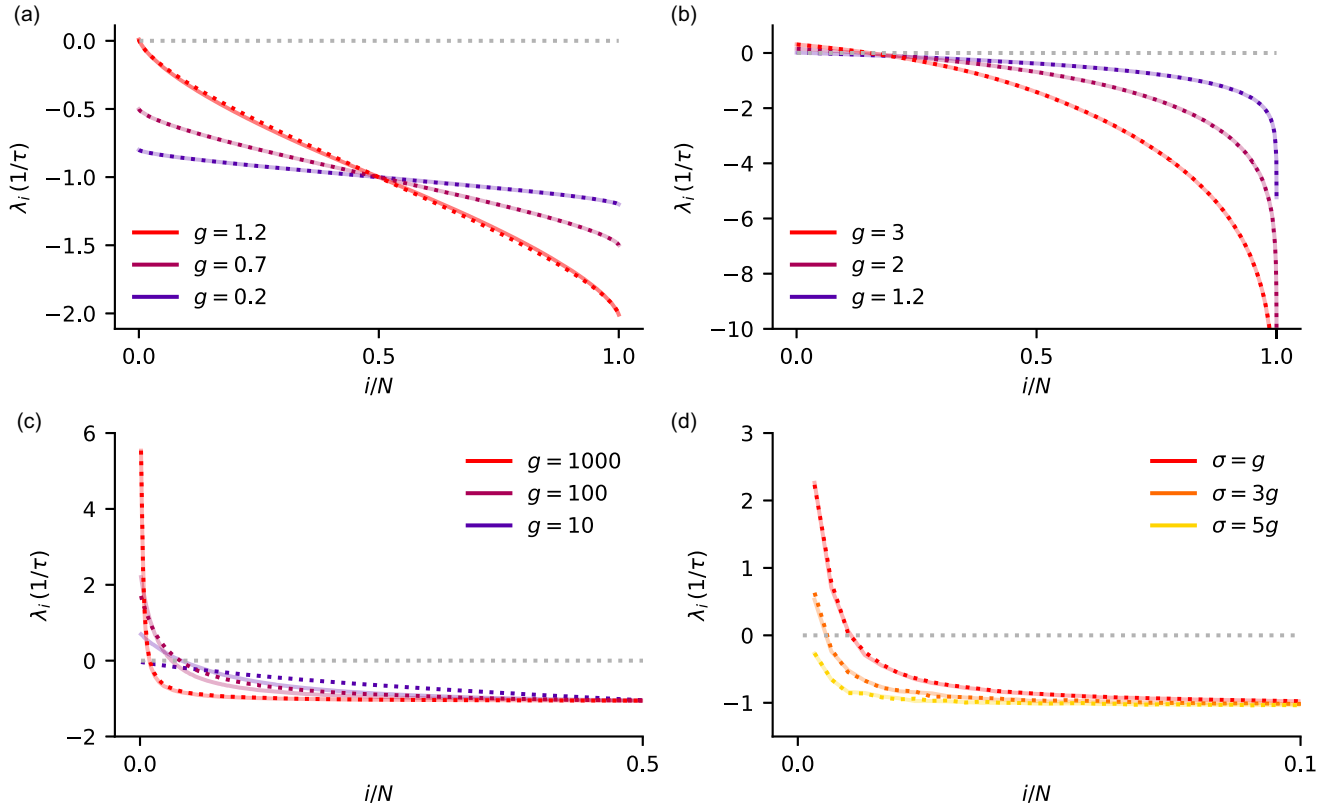 (a)
0.0
−0.5
−1.0
−1.5
−2.0
λi (1/τ)
g = 1.2
g = 0.7
g = 0.2
0.0
0.5
1.0
i/N
(b)
0
−2
−4
−6
−8
−10
λi (1/τ)
g = 3
g = 2
g = 1.2
0.0
0.5
1.0
i/N
(c)
6
4
2
0
−2
λi (1/τ)
g = 1000
g = 100
g = 10
0.0
0.5
i/N
(d)
3
2
1
0
−1
λi (1/τ)
σ = g
σ = 3g
σ = 5g
0.0
0.1
i/N